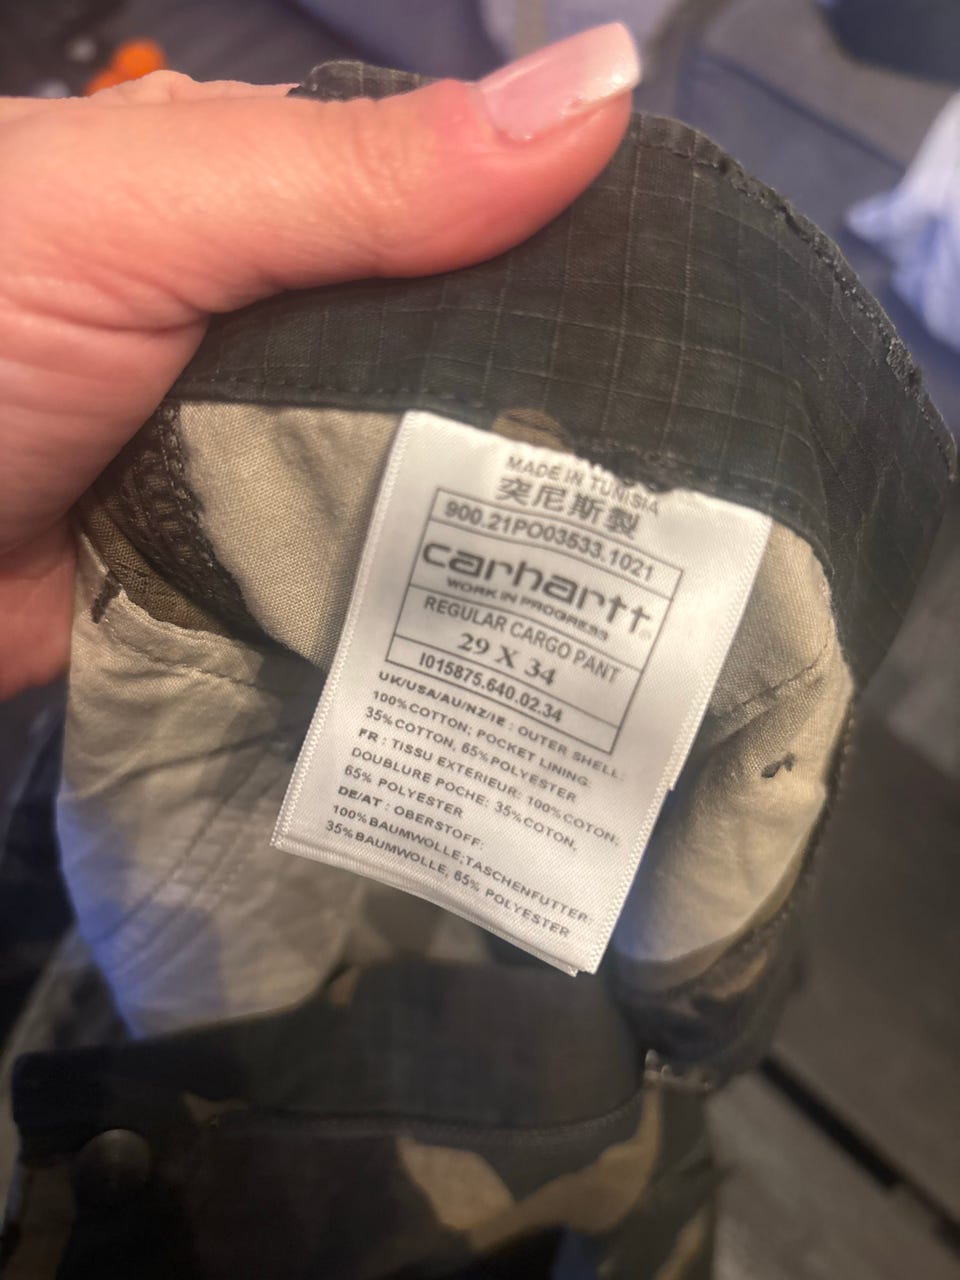 MADE IN TUNISIA
突尼斯製
900.21PO03533.1021
carhartt
WORK IN PROGRESS
REGULAR CARGO PANT
29 X 34
I015875.640.02.34
UK/USA/AU/NZ/IE : OUTER SHELL:
100%COTTON; POCKET LINING:
35%COTTON, 65%POLYESTER
FR : TISSU EXTERIEUR: 100%COTON;
DOUBLURE POCHE: 35%COTON,
65% POLYESTER
DE/AT : OBERSTOFF:
100%BAUMWOLLE;TASCHENFUTTER:
35%BAUMWOLLE, 65% POLYESTER